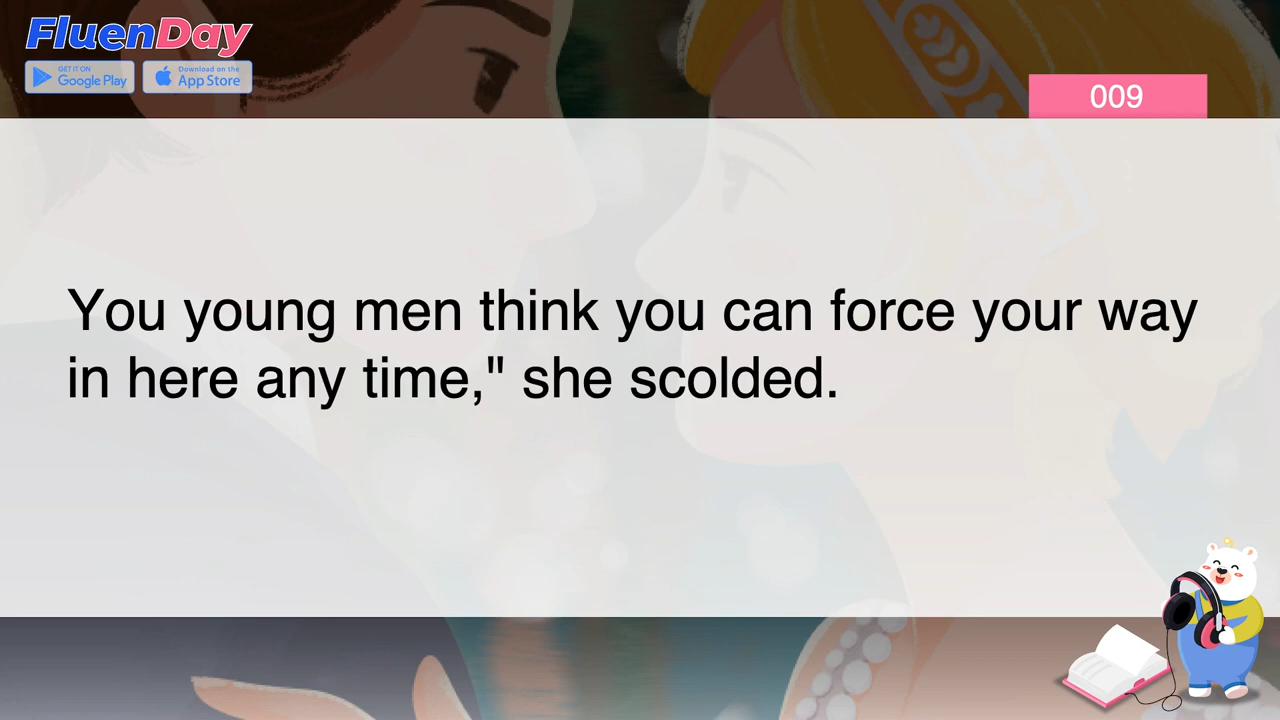 FluenDay
GET IT ON
Google Play
Download on the
App Store
009
You young men think you can force your way
in here any time," she scolded.